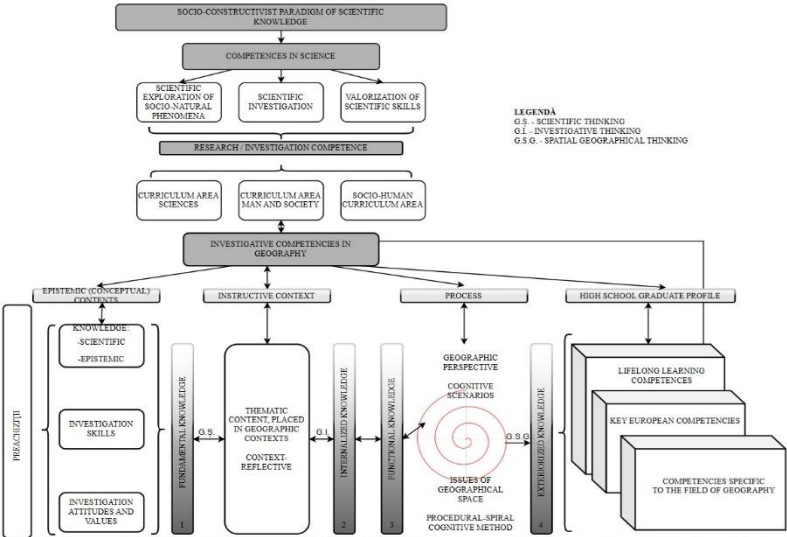 SOCIO-CONSTRUCTIVIST PARADIGM OF SCIENTIFIC
KNOWLEDGE
COMPETENCES IN SCIENCE
SCIENTIFIC
EXPLORATION OF
SOCIO-NATURAL
PHENOMENA
SCIENTIFIC
INVESTIGATION
VALORIZATION OF
SCIENTIFIC SKILLS
LEGENDĂ
G.Ș. - SCIENTIFIC THINKING
G.I. - INVESTIGATIVE THINKING
G.S.G. - SPATIAL GEOGRAPHICAL THINKING
RESEARCH / INVESTIGATION COMPETENCE
CURRICULUM AREA
SCIENCES
CURRICULUM AREA
MAN AND SOCIETY
SOCIO-HUMAN
CURRICULUM AREA
INVESTIGATIVE COMPETENCIES IN
GEOGRAPHY
EPISTEMIC (CONCEPTUAL)
CONTENTS
INSTRUCTIVE CONTEXT
PROCESS
HIGH SCHOOL GRADUATE PROFILE
PREACHIZIȚII
KNOWLEDGE:
-SCIENTIFIC
-EPISTEMIC
INVESTIGATION
SKILLS
INVESTIGATION
ATTITUDES AND
VALUES
FUNDAMENTAL KNOWLEDGE
1
G.Ș.
THEMATIC
CONTENT, PLACED
IN GEOGRAPHIC
CONTEXTS
CONTEXT-
REFLECTIVE
G.I.
INTERNALIZED KNOWLEDGE
2
FUNCTIONAL KNOWLEDGE
3
GEOGRAPHIC
PERSPECTIVE
COGNITIVE
SCENARIOS
ISSUES OF
GEOGRAPHICAL
SPACE
PROCEDURAL-SPIRAL
COGNITIVE METHOD
G.S.G.
EXTERIORIZED KNOWLEDGE
4
LIFELONG LEARNING
COMPETENCES
KEY EUROPEAN COMPETENCIES
COMPETENCIES SPECIFIC
TO THE FIELD OF GEOGRAPHY